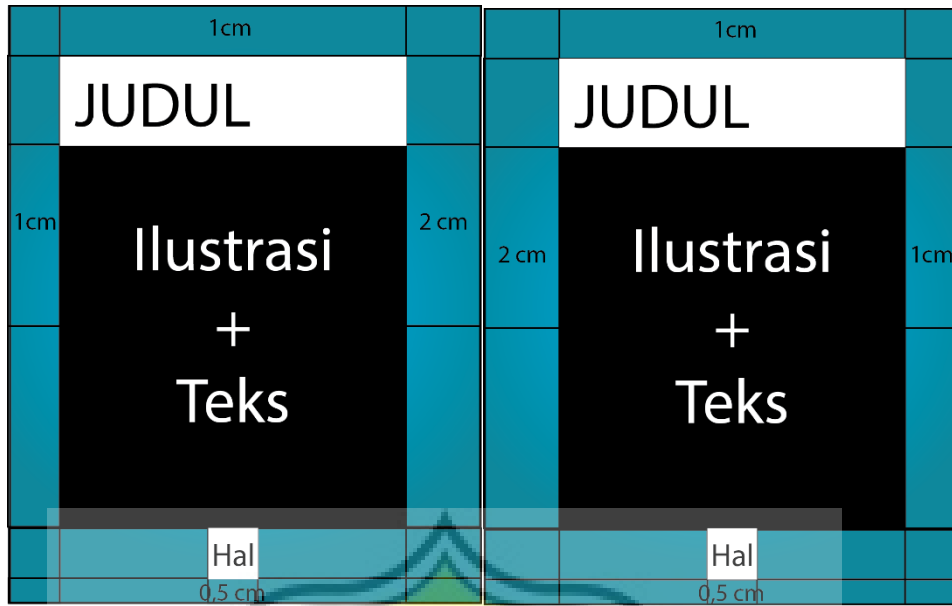 1cm
JUDUL
1cm
2 cm
Ilustrasi
+
Teks
Hal
0,5 cm
1cm
JUDUL
2 cm
1cm
Ilustrasi
+
Teks
Hal
0,5 cm